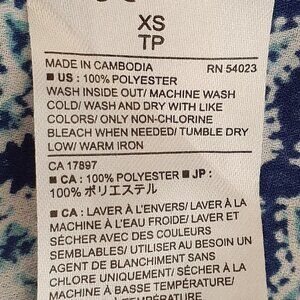 XS
TP
MADE IN CAMBODIA RN 54023
■ US : 100% POLYESTER
WASH INSIDE OUT/ MACHINE WASH
COLD/ WASH AND DRY WITH LIKE
COLORS/ ONLY NON-CHLORINE
BLEACH WHEN NEEDED/ TUMBLE DRY
LOW/ WARM IRON
CA 17897
■ CA : 100% POLYESTER ■ JP :
100% ポリエステル
■ CA : LAVER À L'ENVERS/ LAVER À
MACHINE À L'EAU FROIDE/ LAVER ET
SÉCHER AVEC DES COULEURS
SEMBLABLES/ UTILISER AU BESOIN UN
AGENT DE BLANCHIMENT SANS
CHLORE UNIQUEMENT/ SÉCHER À
MACHINE À BASSE TEMPÉRATURE/